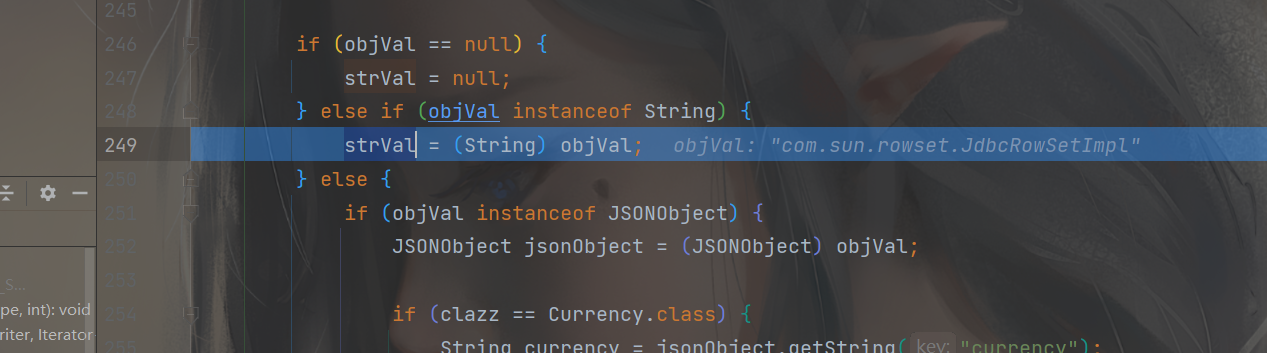 245
246 if (objVal == null) {
247 strVal = null;
248 } else if (objVal instanceof String) {
249 strVal = (String) objVal; objVal: "com.sun.rowset.JdbcRowSetImpl"
250 } else {
251 if (objVal instanceof JSONObject) {
252 JSONObject jsonObject = (JSONObject) objVal;
253
_S...
pe, int): void
254 if (clazz == Currency.class) {
riter, Iterator
String currency = jsonObject.getString( key: "currency");